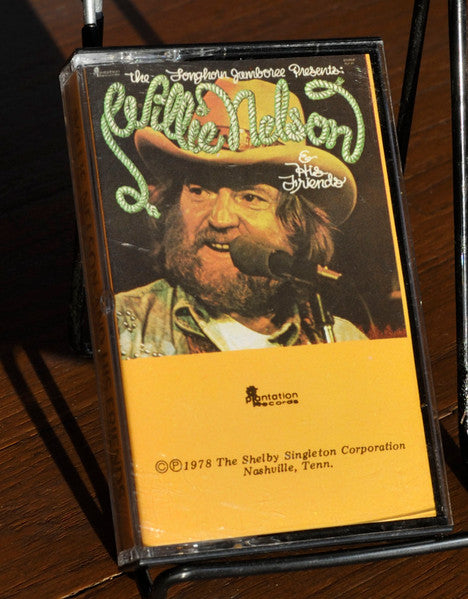 the Longhorn Jamboree Presents:
Willie Nelson
& His
Friends
plantation
records
©℗1978 The Shelby Singleton Corporation
Nashville, Tenn.